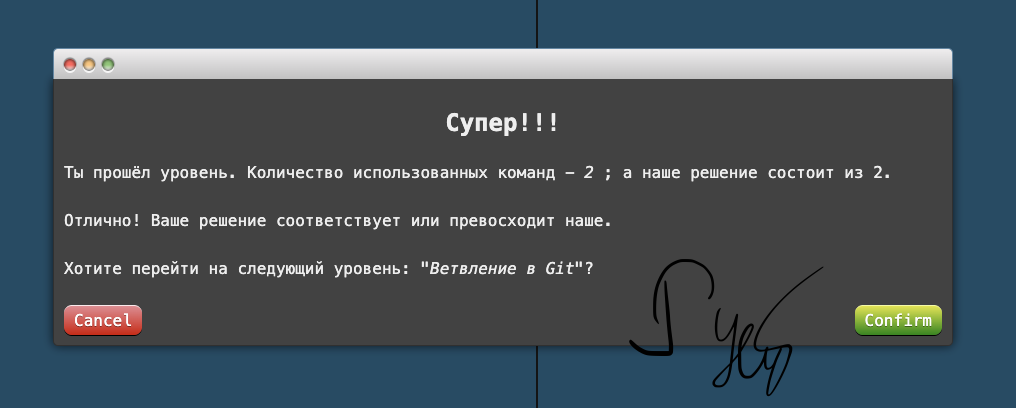 Супер!!!
Ты прошёл уровень. Количество использованных команд – 2 ; а наше решение состоит из 2.
Отлично! Ваше решение соответствует или превосходит наше.
Хотите перейти на следующий уровень: "Ветвление в Git"?
Cancel
Confirm